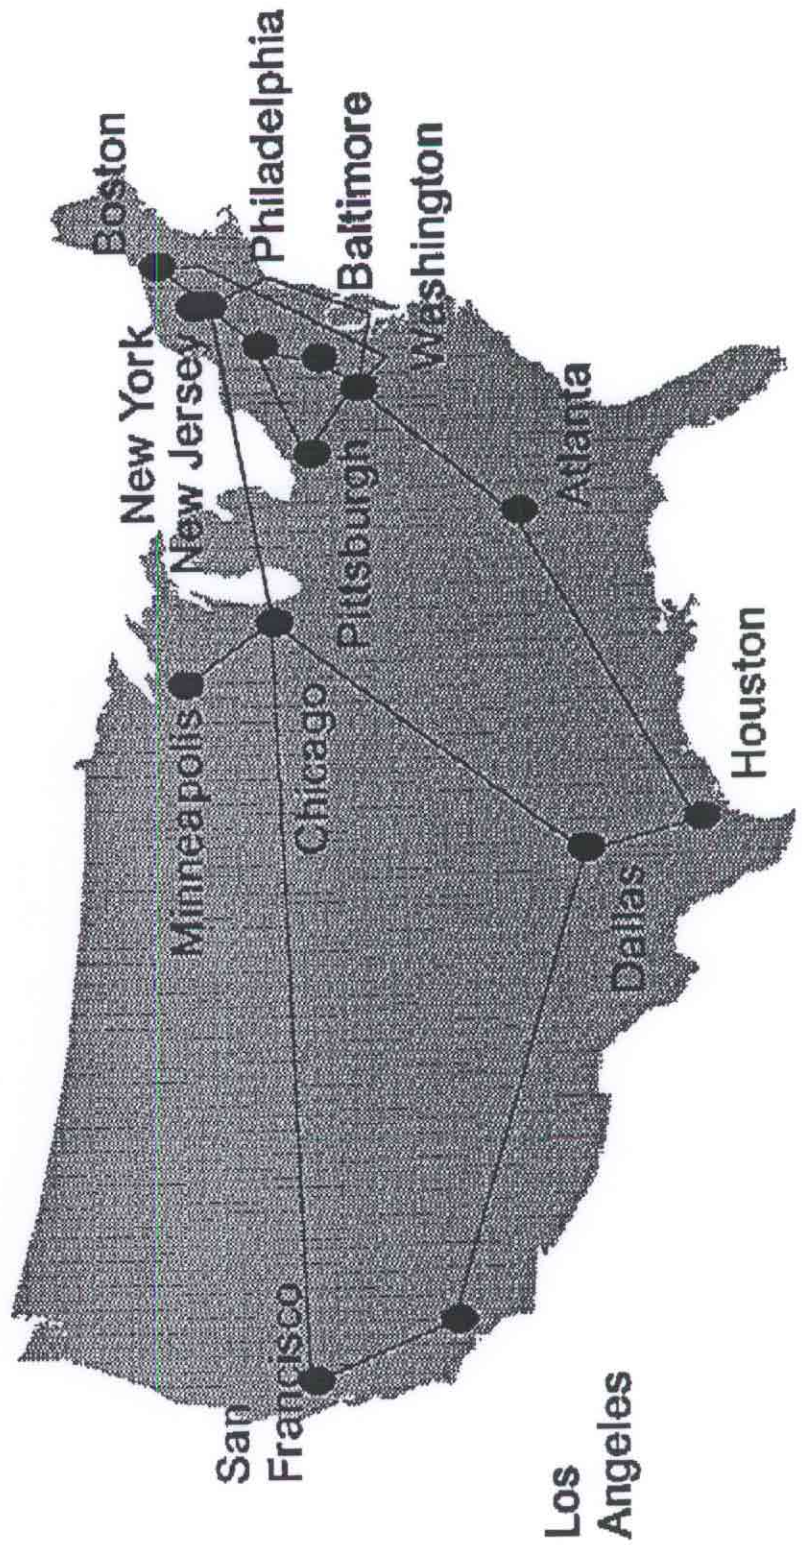 San
Francisco
Los
Angeles
Minneapolis
Chicago
Dallas
Houston
New York
New Jersey
Pittsburgh
Atlanta
Boston
Philadelphia
Baltimore
Washington